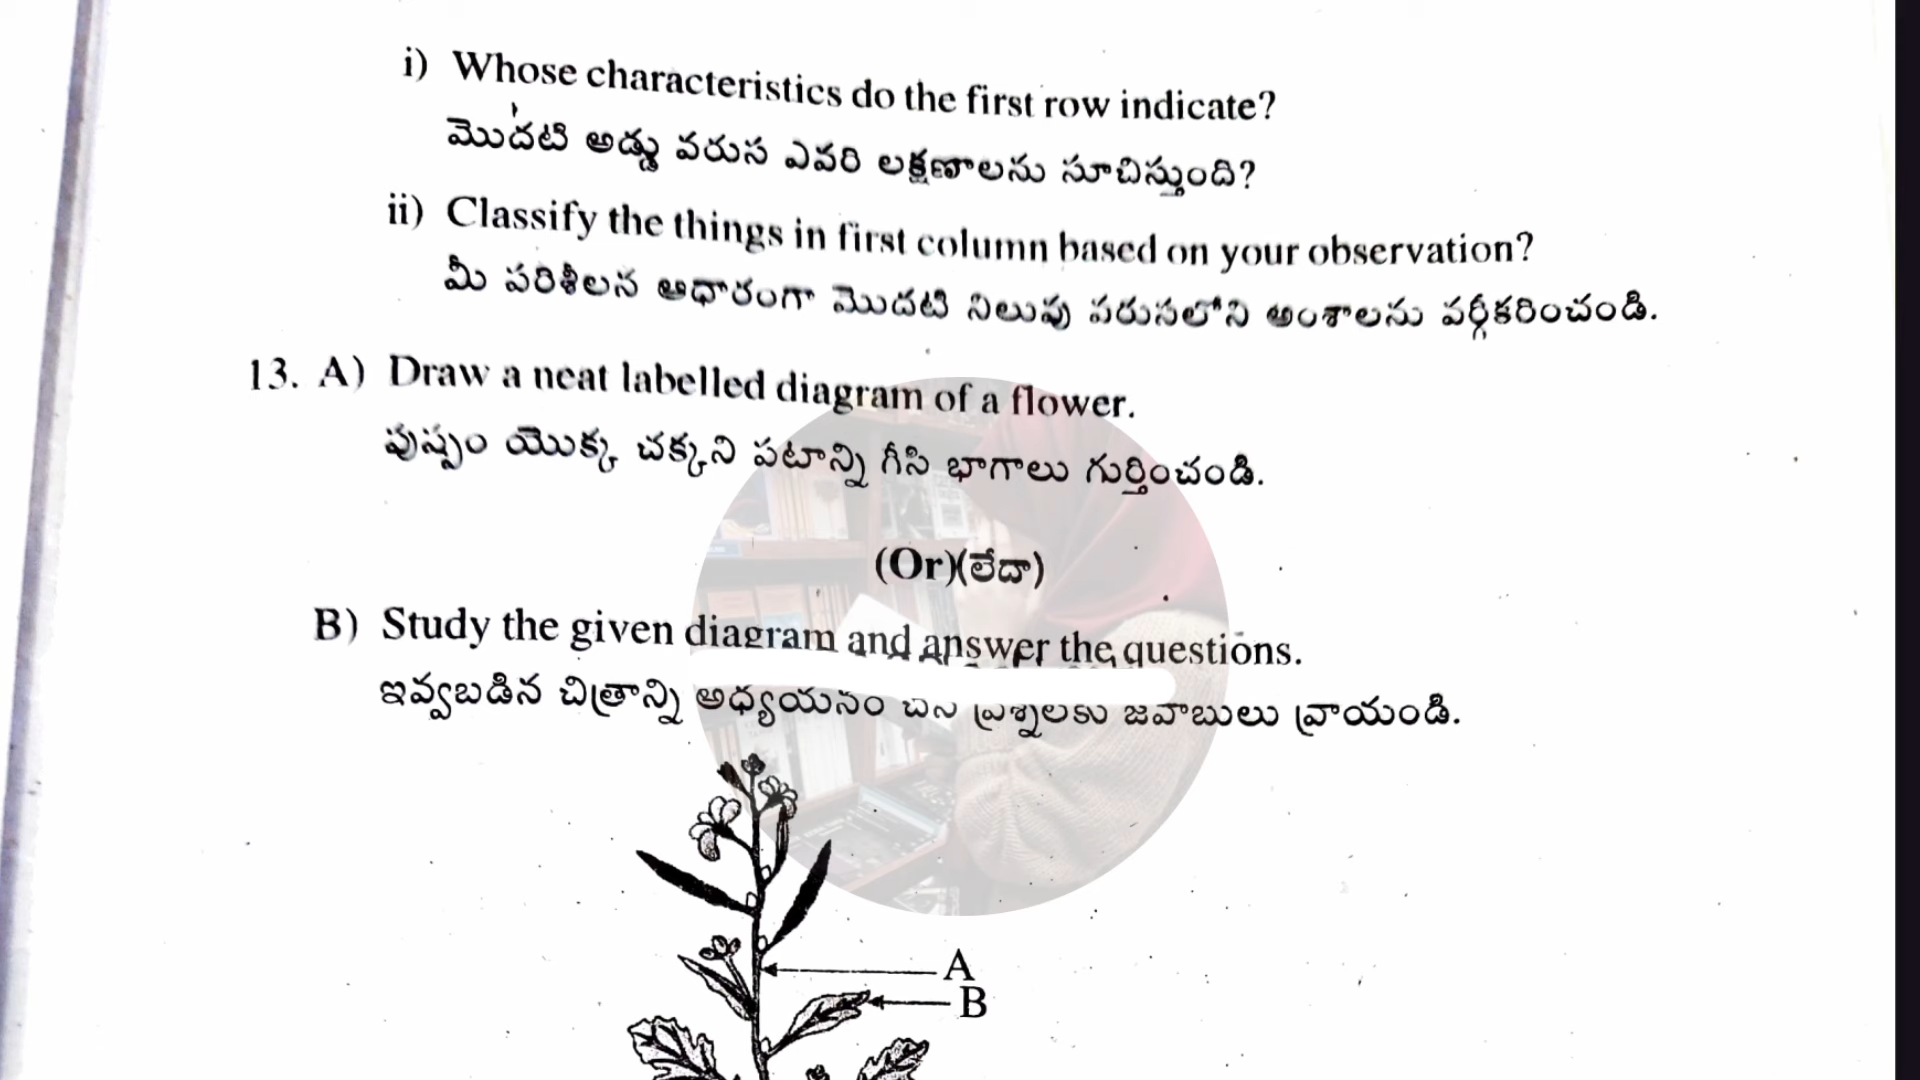 i) Whose characteristics do the first row indicate?
మొదటి అడ్డు వరుస ఎవరి లక్షణాలను సూచిస్తుంది?
ii) Classify the things in first column based on your observation?
మీ పరిశీలన ఆధారంగా మొదటి నిలువు వరుసలోని అంశాలను వర్గీకరించండి.
13. A) Draw a neat labelled diagram of a flower.
పుష్పం యొక్క చక్కని పటాన్ని గీసి భాగాలు గుర్తించండి.
(Or)(లేదా)
B) Study the given diagram and answer the questions.
ఇవ్వబడిన చిత్రాన్ని అధ్యయనం చేసి ప్రశ్నలకు జవాబులు వ్రాయండి.
A
B